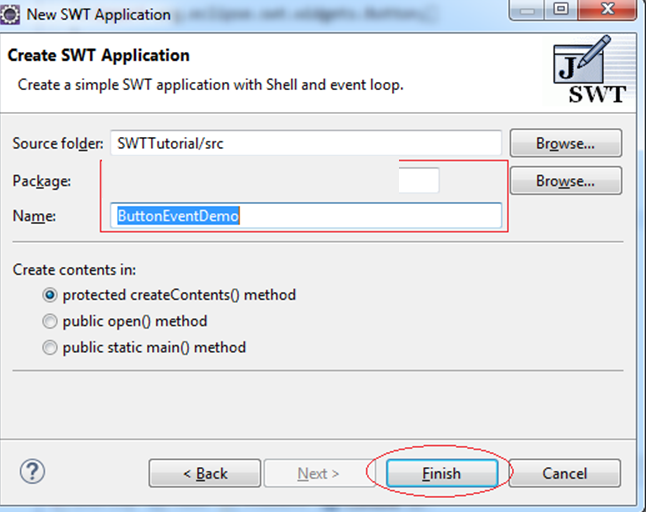 New SWT Application
Create SWT Application
Create a simple SWT application with Shell and event loop.
J
SWT
Source folder: SWTTutorial/src Browse...
Package: Browse...
Name: ButtonEventDemo
Create contents in:
protected createContents() method
public open() method
public static main() method
? < Back Next > Finish Cancel